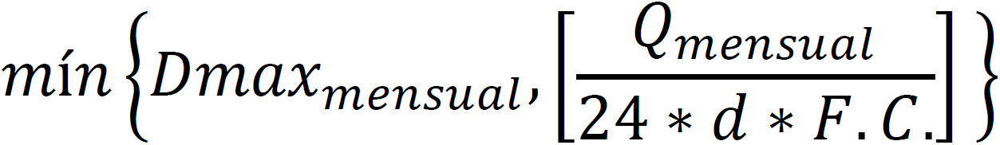 mín{Dmax_mensual, [Q_mensual / (24 * d * F.C.)]}